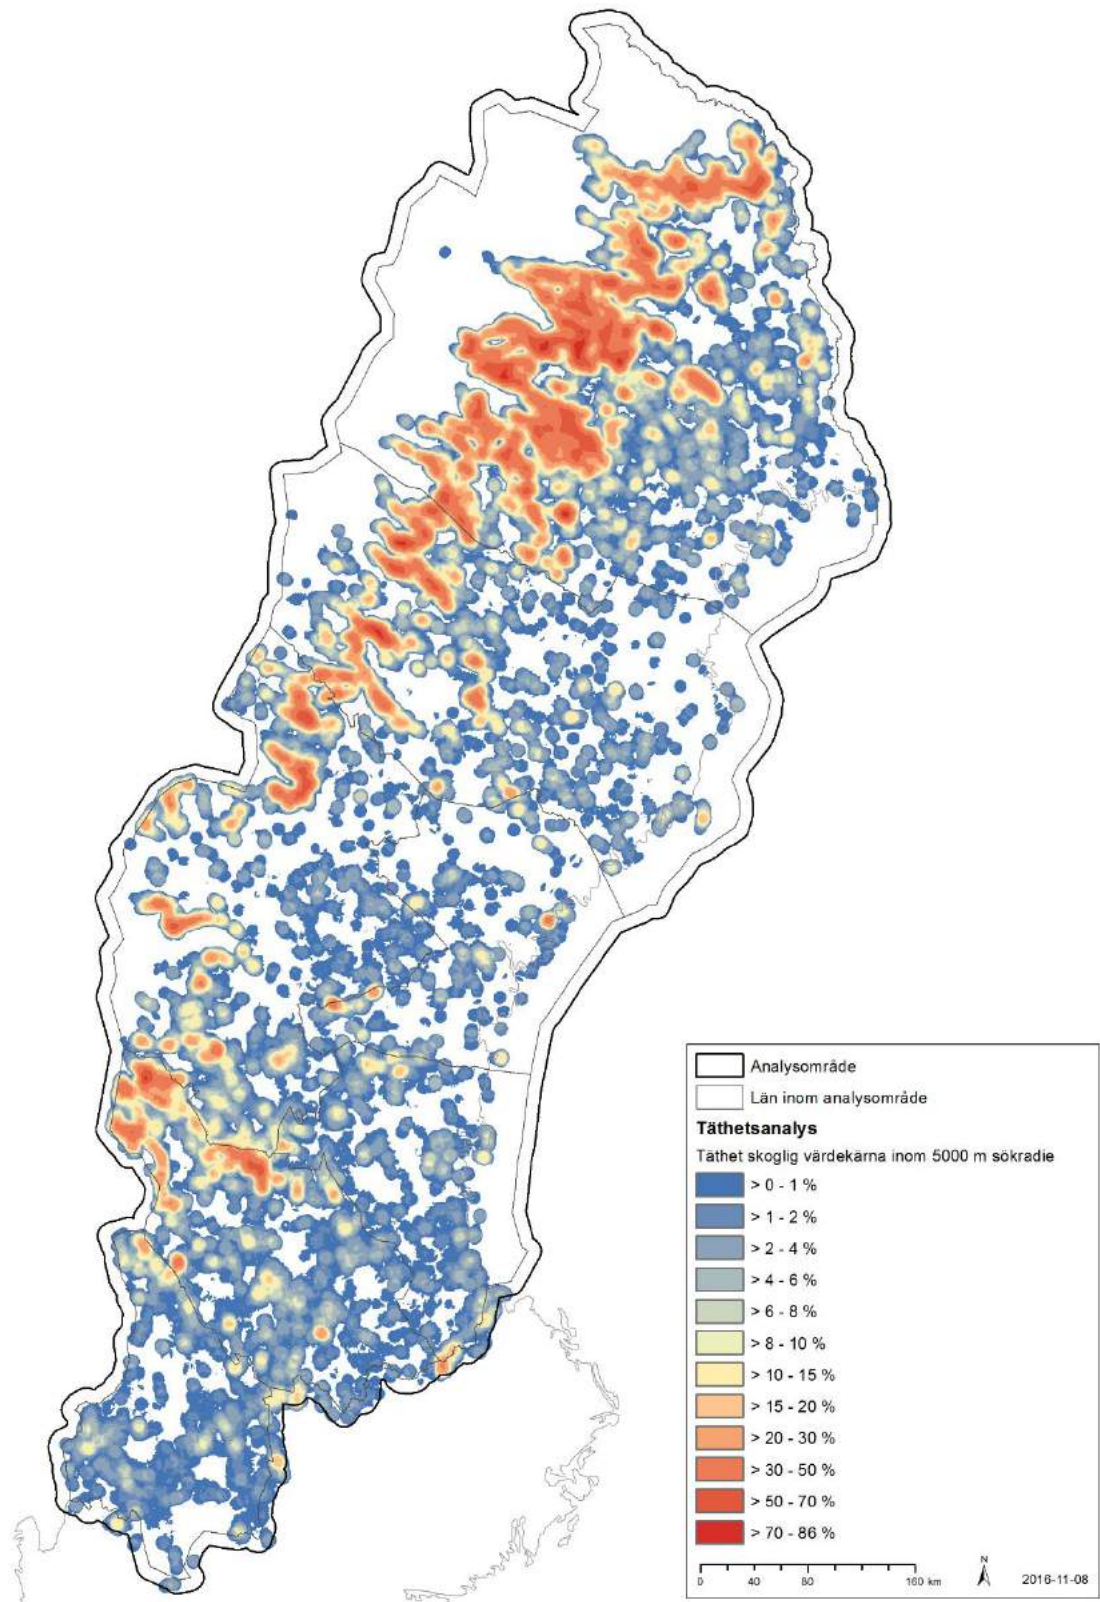 Analysområde
Län inom analysområde
Täthetsanalys
Täthet skoglig värdekärna inom 5000 m sökradie
> 0 - 1 %
> 1 - 2 %
> 2 - 4 %
> 4 - 6 %
> 6 - 8 %
> 8 - 10 %
> 10 - 15 %
> 15 - 20 %
> 20 - 30 %
> 30 - 50 %
> 50 - 70 %
> 70 - 86 %
0 40 80 160 km
N
2016-11-08